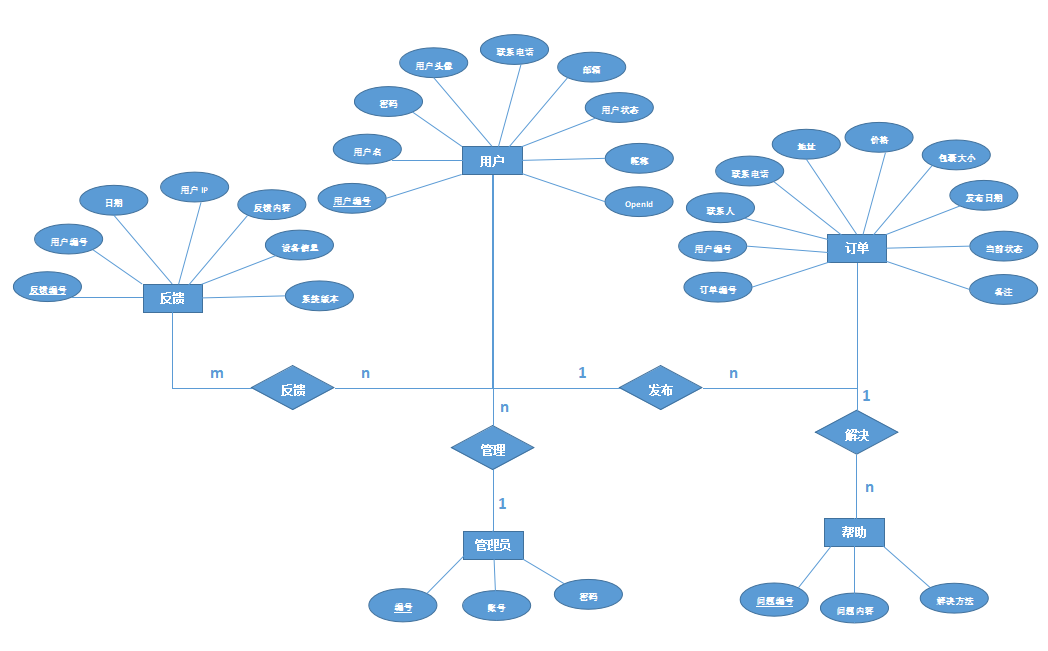 联系电话
用户头像
邮箱
密码
用户状态
用户名
用户
昵称
用户编号
OpenId
地址
价格
包裹大小
联系电话
发布日期
联系人
用户编号
订单
当前状态
订单编号
备注
用户 IP
日期
反馈内容
用户编号
设备信息
反馈编号
反馈
系统版本
m
反馈
n
1
发布
n
n
管理
1
管理员
编号
账号
密码
1
解决
n
帮助
问题编号
问题内容
解决方法